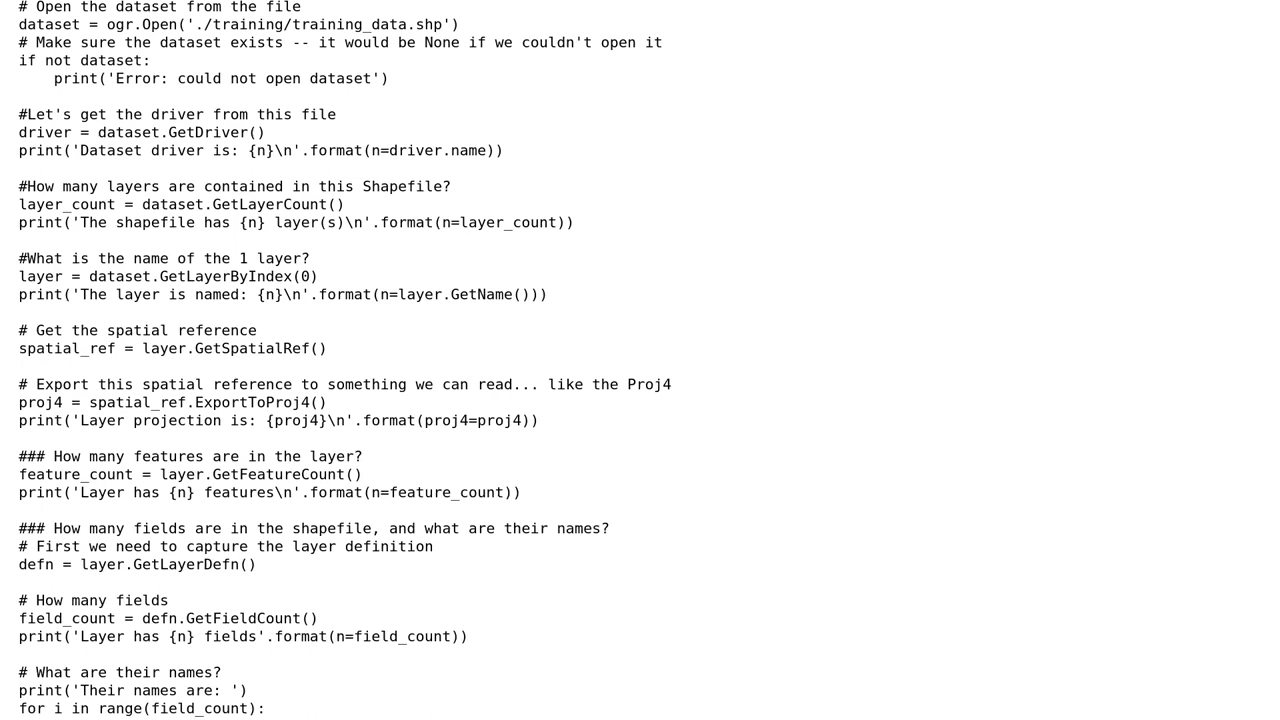 # Open the dataset from the file
dataset = ogr.Open('./training/training_data.shp')
# Make sure the dataset exists -- it would be None if we couldn't open it
if not dataset:
    print('Error: could not open dataset')

#Let's get the driver from this file
driver = dataset.GetDriver()
print('Dataset driver is: {n}\n'.format(n=driver.name))

#How many layers are contained in this Shapefile?
layer_count = dataset.GetLayerCount()
print('The shapefile has {n} layer(s)\n'.format(n=layer_count))

#What is the name of the 1 layer?
layer = dataset.GetLayerByIndex(0)
print('The layer is named: {n}\n'.format(n=layer.GetName()))

# Get the spatial reference
spatial_ref = layer.GetSpatialRef()

# Export this spatial reference to something we can read... like the Proj4
proj4 = spatial_ref.ExportToProj4()
print('Layer projection is: {proj4}\n'.format(proj4=proj4))

### How many features are in the layer?
feature_count = layer.GetFeatureCount()
print('Layer has {n} features\n'.format(n=feature_count))

### How many fields are in the shapefile, and what are their names?
# First we need to capture the layer definition
defn = layer.GetLayerDefn()

# How many fields
field_count = defn.GetFieldCount()
print('Layer has {n} fields'.format(n=field_count))

# What are their names?
print('Their names are: ')
for i in range(field_count):